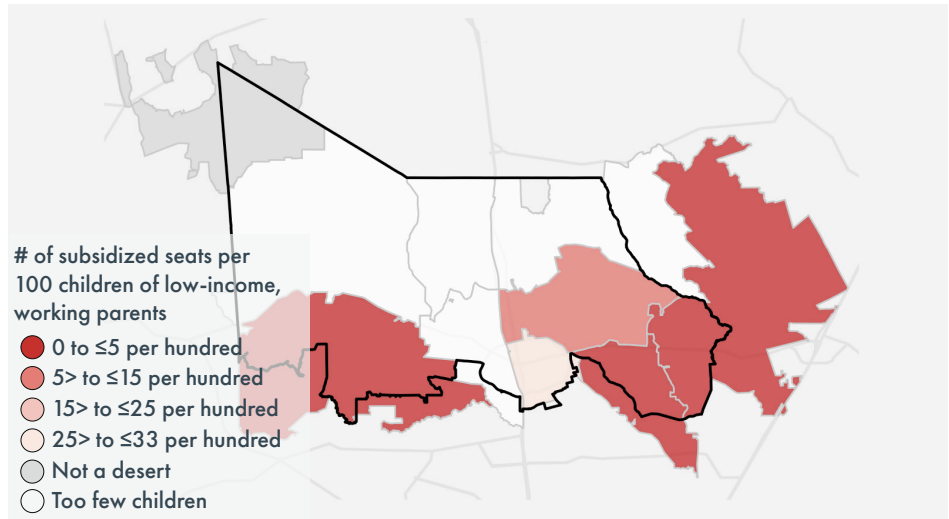 # of subsidized seats per
100 children of low-income,
working parents
0 to ≤5 per hundred
5> to ≤15 per hundred
15> to ≤25 per hundred
25> to ≤33 per hundred
Not a desert
Too few children